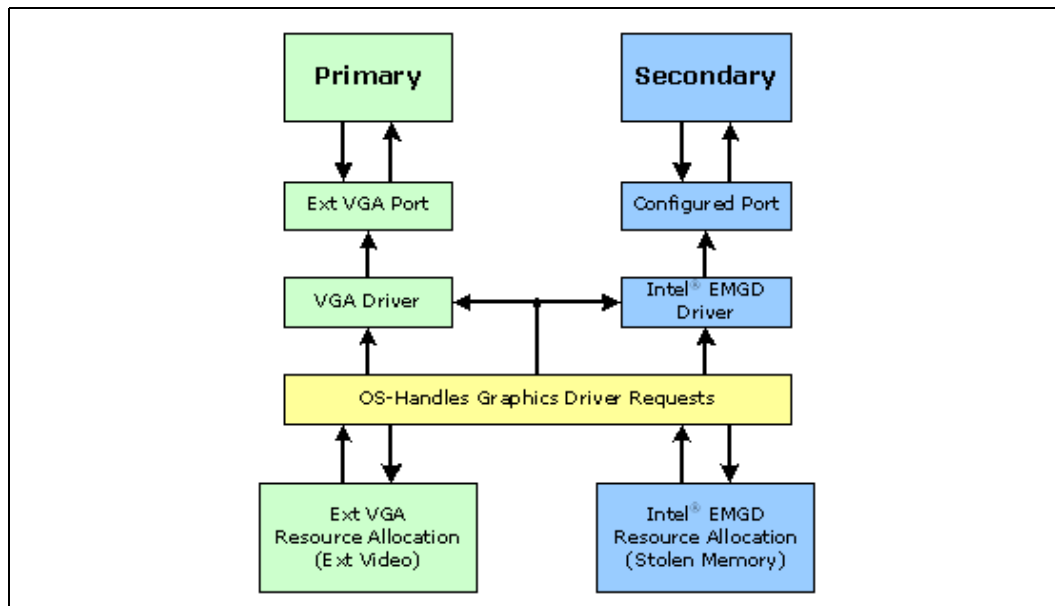 Primary
Secondary
Ext VGA Port
Configured Port
VGA Driver
Intel® EMGD
Driver
OS-Handles Graphics Driver Requests
Ext VGA
Resource Allocation
(Ext Video)
Intel® EMGD
Resource Allocation
(Stolen Memory)